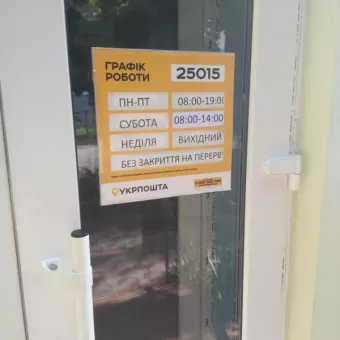 ГРАФІК
РОБОТИ
25015
ПН-ПТ 08:00-19:00
СУБОТА 08:00-14:00
НЕДІЛЯ ВИХІДНИЙ
БЕЗ ЗАКРИТТЯ НА ПЕРЕРВ
УКРПОШТА